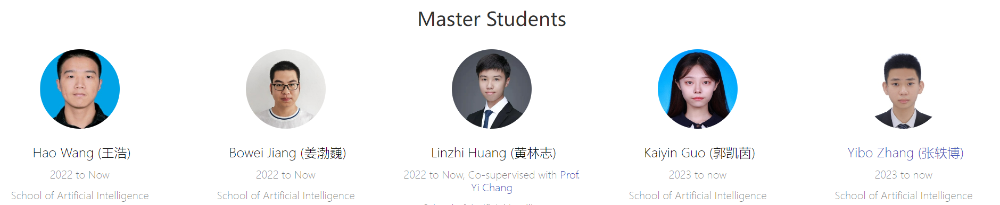 Master Students
Hao Wang (王浩)
2022 to Now
School of Artificial Intelligence
Bowei Jiang (姜渤巍)
2022 to Now
School of Artificial Intelligence
Linzhi Huang (黄林志)
2022 to Now, Co-supervised with Prof.
Yi Chang
Kaiyin Guo (郭凯茵)
2023 to now
School of Artificial Intelligence
Yibo Zhang (张轶博)
2023 to now
School of Artificial Intelligence